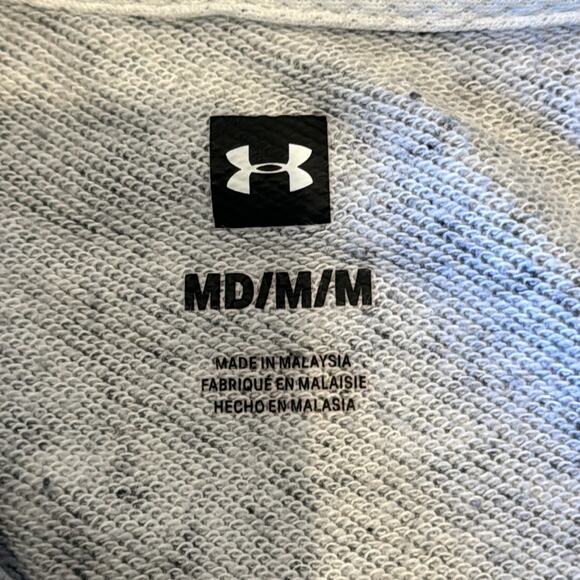 MD/M/M
MADE IN MALAYSIA
FABRIQUÉ EN MALAISIE
HECHO EN MALASIA